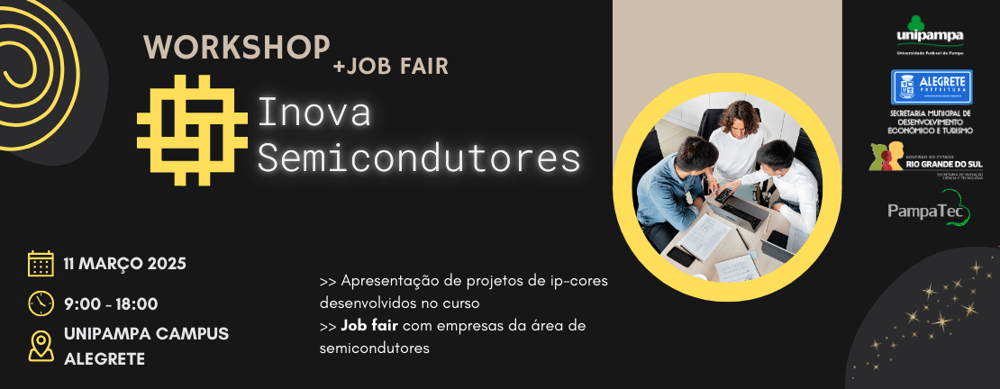 WORKSHOP
+JOB FAIR
Inova
Semicondutores
11 MARÇO 2025
9:00 - 18:00
UNIPAMPA CAMPUS
ALEGRETE
>> Apresentação de projetos de ip-cores
desenvolvidos no curso
>> Job fair com empresas da área de
semicondutores
unipampa
Universidade Federal do Pampa
ALEGRETE
PREFEITURA
SECRETARIA MUNICIPAL DE
DESENVOLVIMENTO
ECONÔMICO E TURISMO
GOVERNO DO ESTADO
RIO GRANDE DO SUL
SECRETARIA DE INOVAÇÃO
CIÊNCIA E TECNOLOGIA
PampaTec